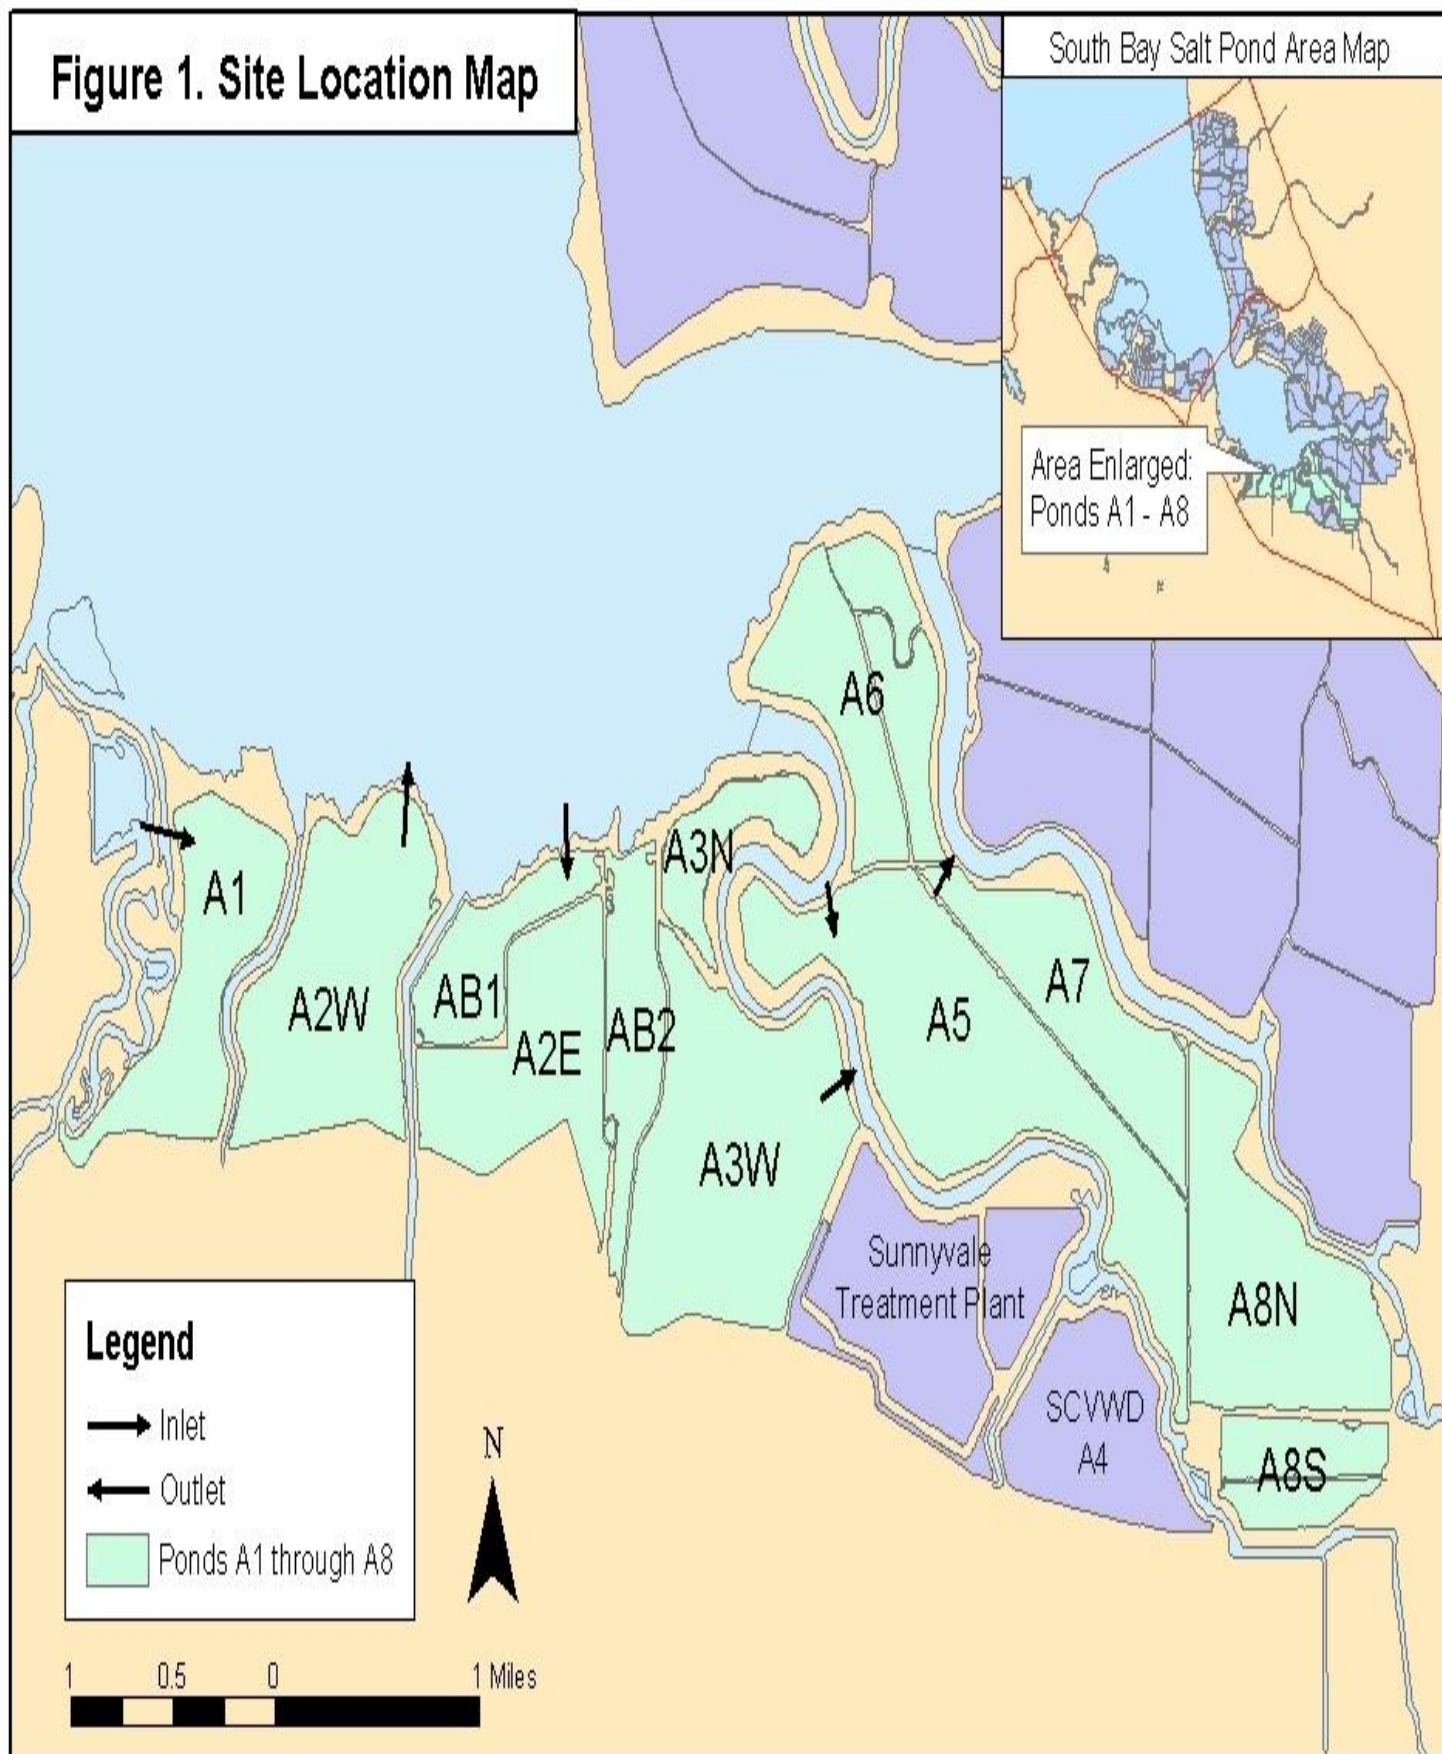 Figure 1. Site Location Map
South Bay Salt Pond Area Map
Area Enlarged:
Ponds A1 - A8
A6
A3N
A1
A2W
AB1
A2E
AB2
A3W
A5
A7
Sunnyvale
Treatment Plant
A8N
SCVWD
A4
A8S
Legend
Inlet
Outlet
Ponds A1 through A8
N
1 0.5 0 1 Miles